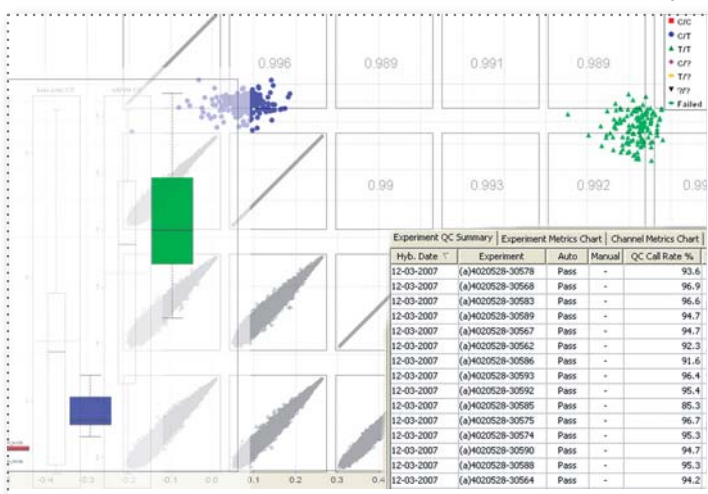 C/C
C/T
T/T
C/?
T/?
?/?
Failed
0.996 0.989 0.991 0.989
0.99 0.993 0.992 0.99
Experiment QC Summary Experiment Metrics Chart Channel Metrics Chart
Hyb. Date Experiment Auto Manual QC Call Rate %
12-03-2007 (a)4020528-30578 Pass - 93.6
12-03-2007 (a)4020528-30568 Pass - 96.9
12-03-2007 (a)4020528-30583 Pass - 96.6
12-03-2007 (a)4020528-30589 Pass - 94.7
12-03-2007 (a)4020528-30567 Pass - 94.7
12-03-2007 (a)4020528-30562 Pass - 92.3
12-03-2007 (a)4020528-30586 Pass - 91.6
12-03-2007 (a)4020528-30593 Pass - 96.4
12-03-2007 (a)4020528-30592 Pass - 95.4
12-03-2007 (a)4020528-30585 Pass - 85.3
12-03-2007 (a)4020528-30575 Pass - 96.7
12-03-2007 (a)4020528-30574 Pass - 95.3
12-03-2007 (a)4020528-30590 Pass - 94.7
12-03-2007 (a)4020528-30588 Pass - 95.3
12-03-2007 (a)4020528-30564 Pass - 94.2
-0.4 -0.3 -0.2 -0.1 0.0 0.1 0.2 0.3 0.4